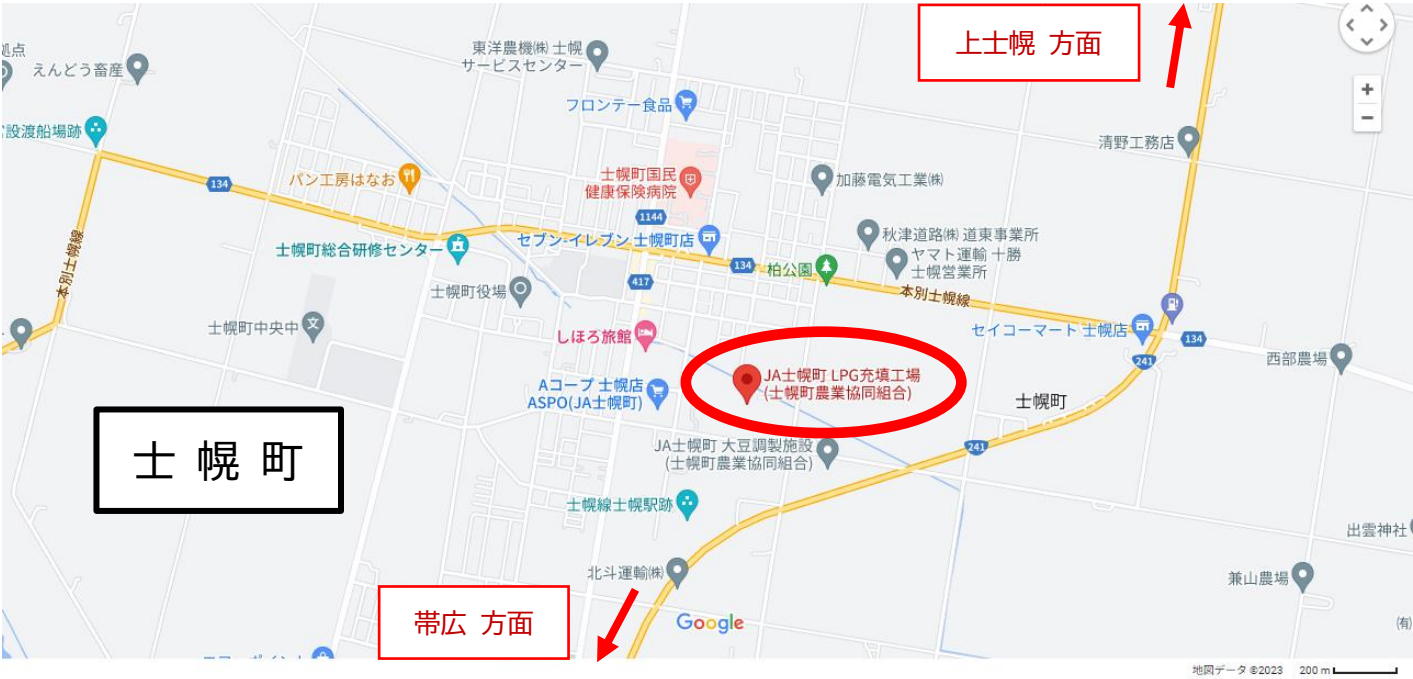 上士幌 方面
拠点
えんどう畜産
東洋農機㈱ 士幌
サービスセンター
フロンテー食品
設渡船場跡
清野工務店
134
パン工房はなお
士幌町国民
健康保険病院
加藤電気工業㈱
1144
士幌町総合研修センター
セブン-イレブン 士幌町店
秋津道路㈱ 道東事業所
ヤマト運輸 十勝
士幌営業所
134
柏公園
本別士幌線
417
士幌町役場
本別士幌線
士幌町中央中
しほろ旅館
セイコーマート 士幌店
134
241
西部農場
JA士幌町 LPG充填工場
(士幌町農業協同組合)
Aコープ 士幌店
ASPO(JA士幌町)
士幌町
士 幌 町
JA士幌町 大豆調製施設
(士幌町農業協同組合)
241
士幌線士幌駅跡
出雲神社
北斗運輸㈱
兼山農場
帯広 方面
Google
(有)
地図データ ©2023 200 m